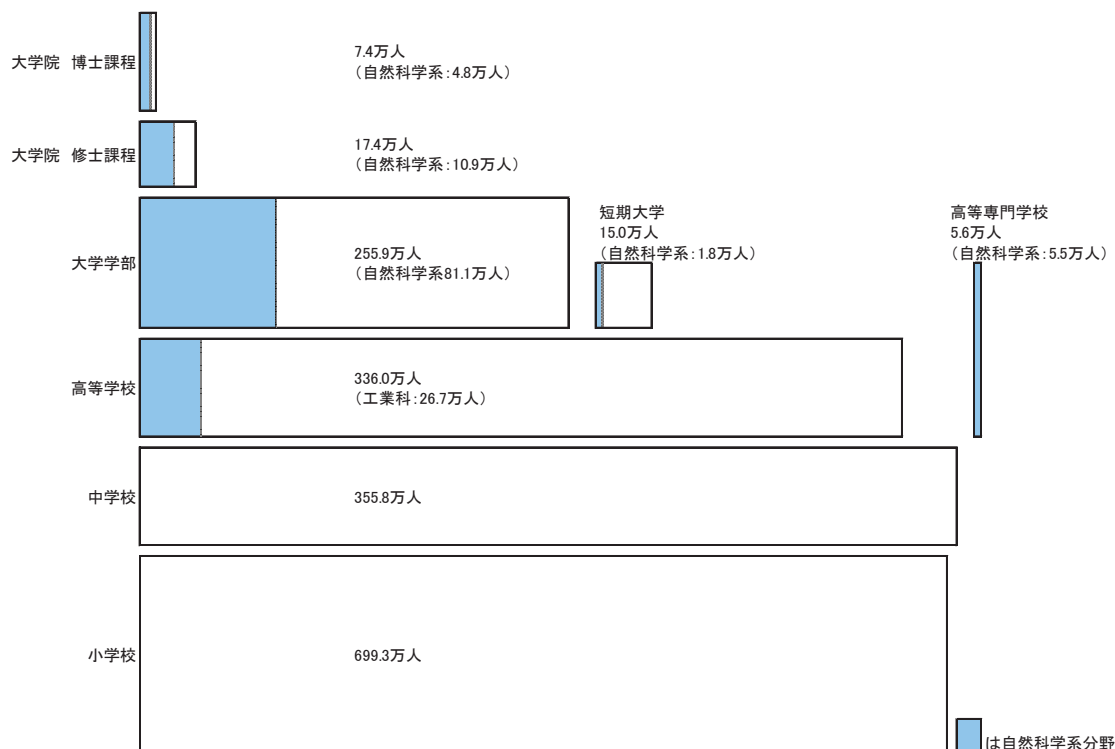 大学院　博士課程
7.4万人
（自然科学系：4.8万人）
大学院　修士課程
17.4万人
（自然科学系：10.9万人）
大学学部
255.9万人
（自然科学系81.1万人）
短期大学
15.0万人
（自然科学系：1.8万人）
高等専門学校
5.6万人
（自然科学系：5.5万人）
高等学校
336.0万人
（工業科：26.7万人）
中学校
355.8万人
小学校
699.3万人
は自然科学系分野